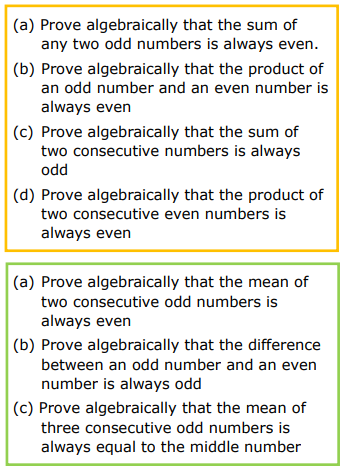 (a) Prove algebraically that the sum of
any two odd numbers is always even.
(b) Prove algebraically that the product of
an odd number and an even number is
always even
(c) Prove algebraically that the sum of
two consecutive numbers is always
odd
(d) Prove algebraically that the product of
two consecutive even numbers is
always even
(a) Prove algebraically that the mean of
two consecutive odd numbers is
always even
(b) Prove algebraically that the difference
between an odd number and an even
number is always odd
(c) Prove algebraically that the mean of
three consecutive odd numbers is
always equal to the middle number